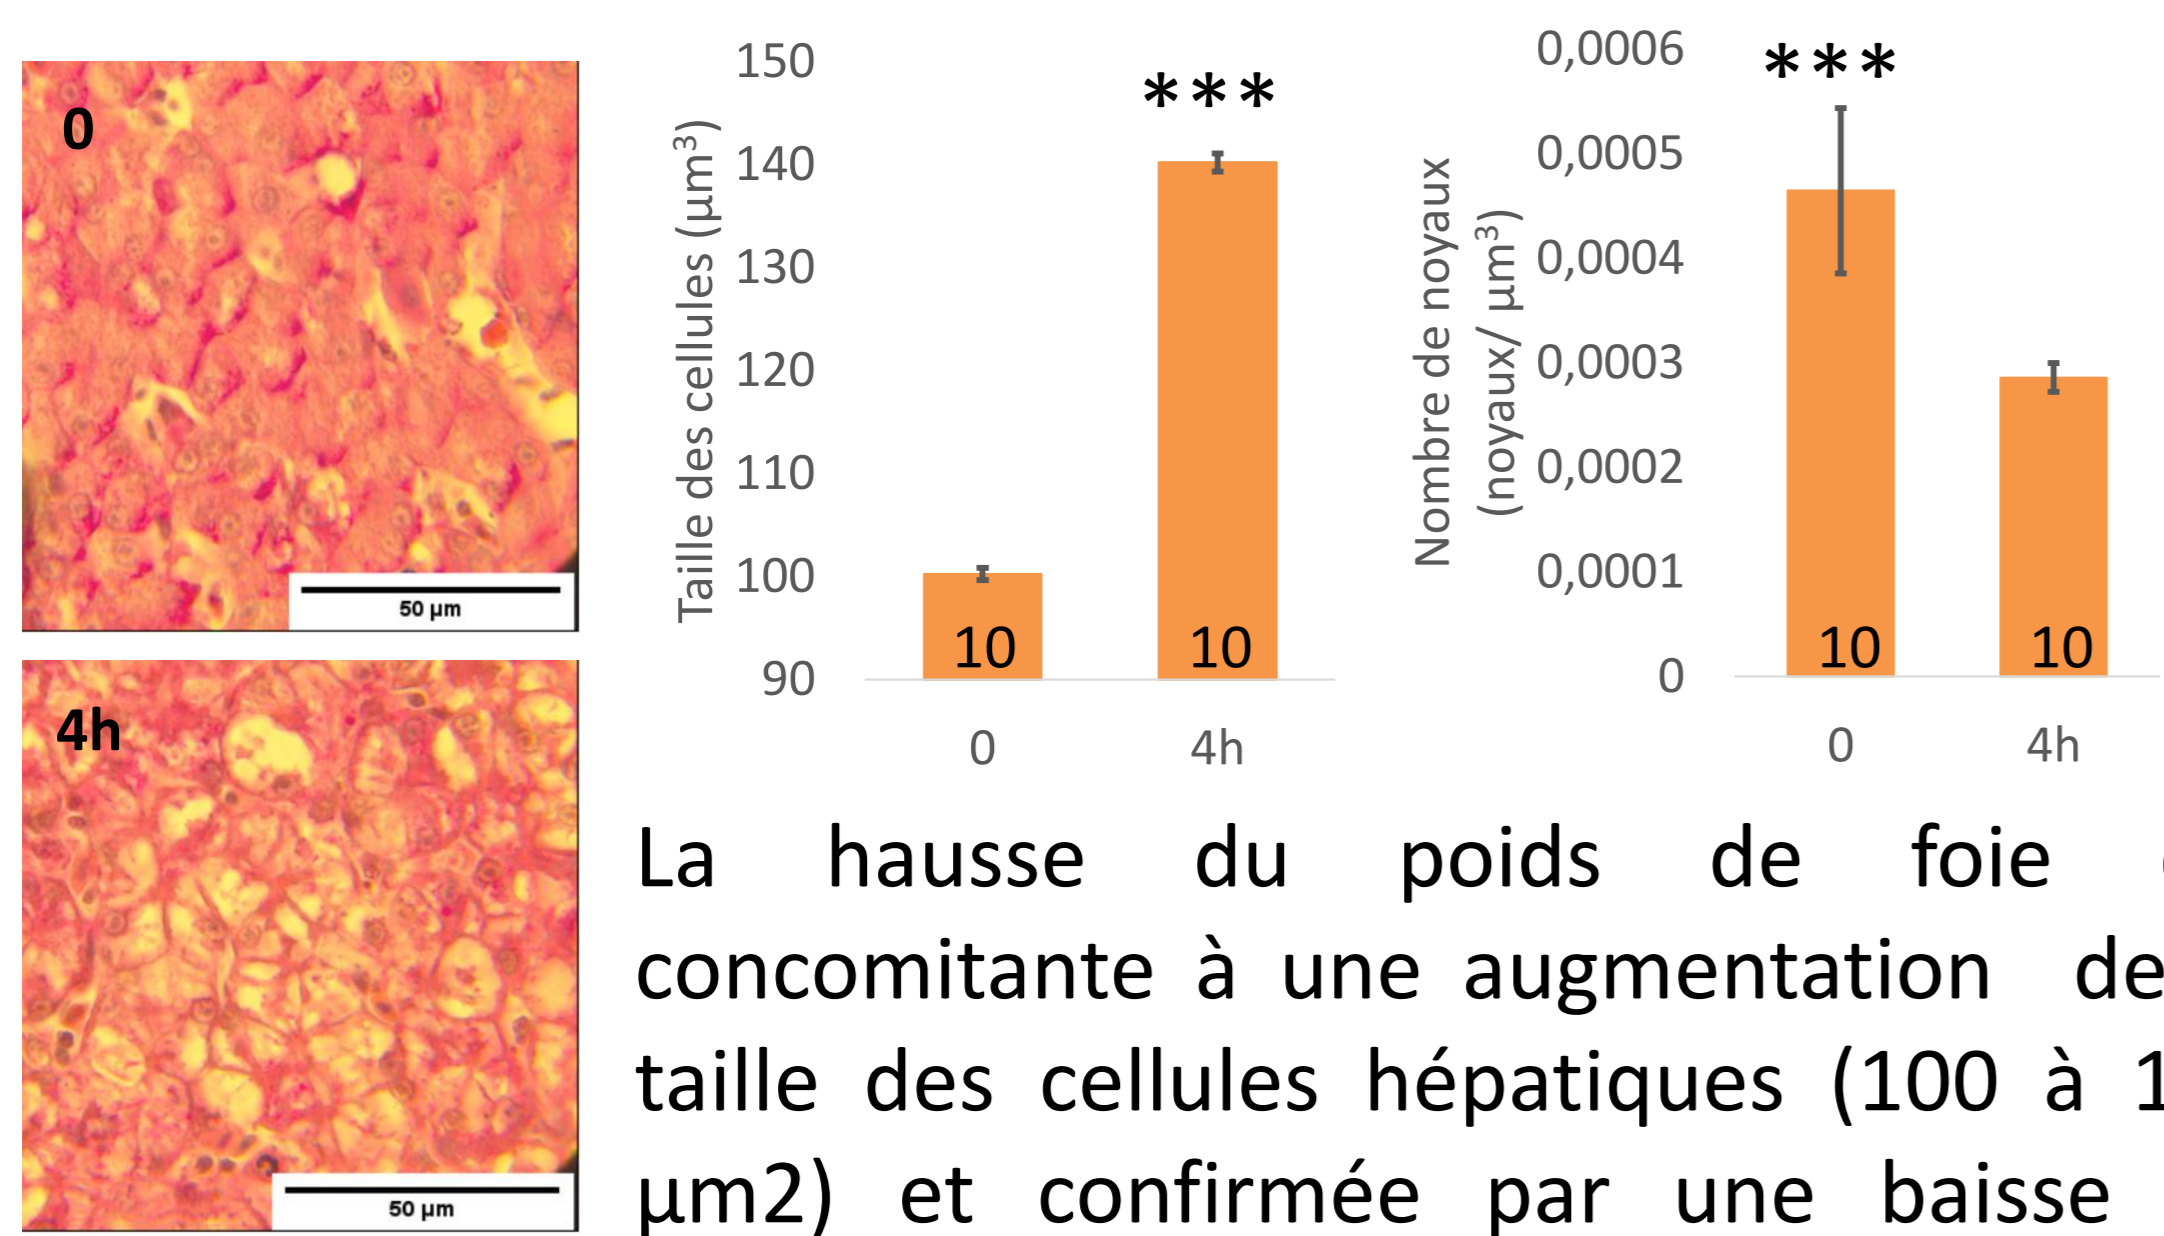 0
50 µm
4h
50 µm
Taille des cellules (µm³)
150
140
130
120
110
100
90
***
10
10
0
4h
Nombre de noyaux
(noyaux/ µm³)
0,0006
0,0005
0,0004
0,0003
0,0002
0,0001
0
***
10
10
0
4h
La hausse du poids de foie
concomitante à une augmentation de
taille des cellules hépatiques (100 à
µm2) et confirmée par une baisse